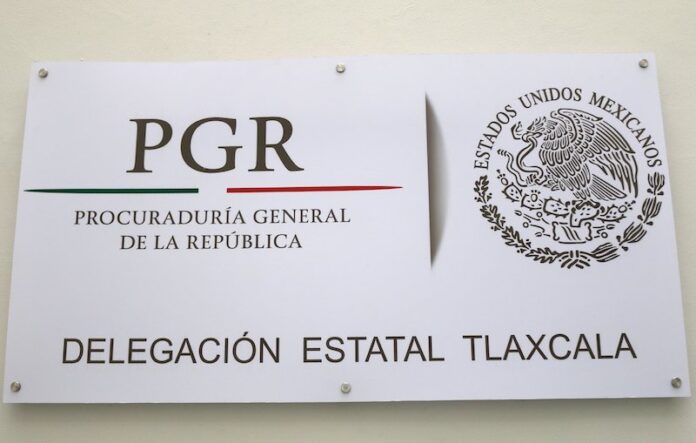 PGR
PROCURADURÍA GENERAL
DE LA REPÚBLICA
ESTADOS UNIDOS MEXICANOS
DELEGACIÓN ESTATAL TLAXCALA